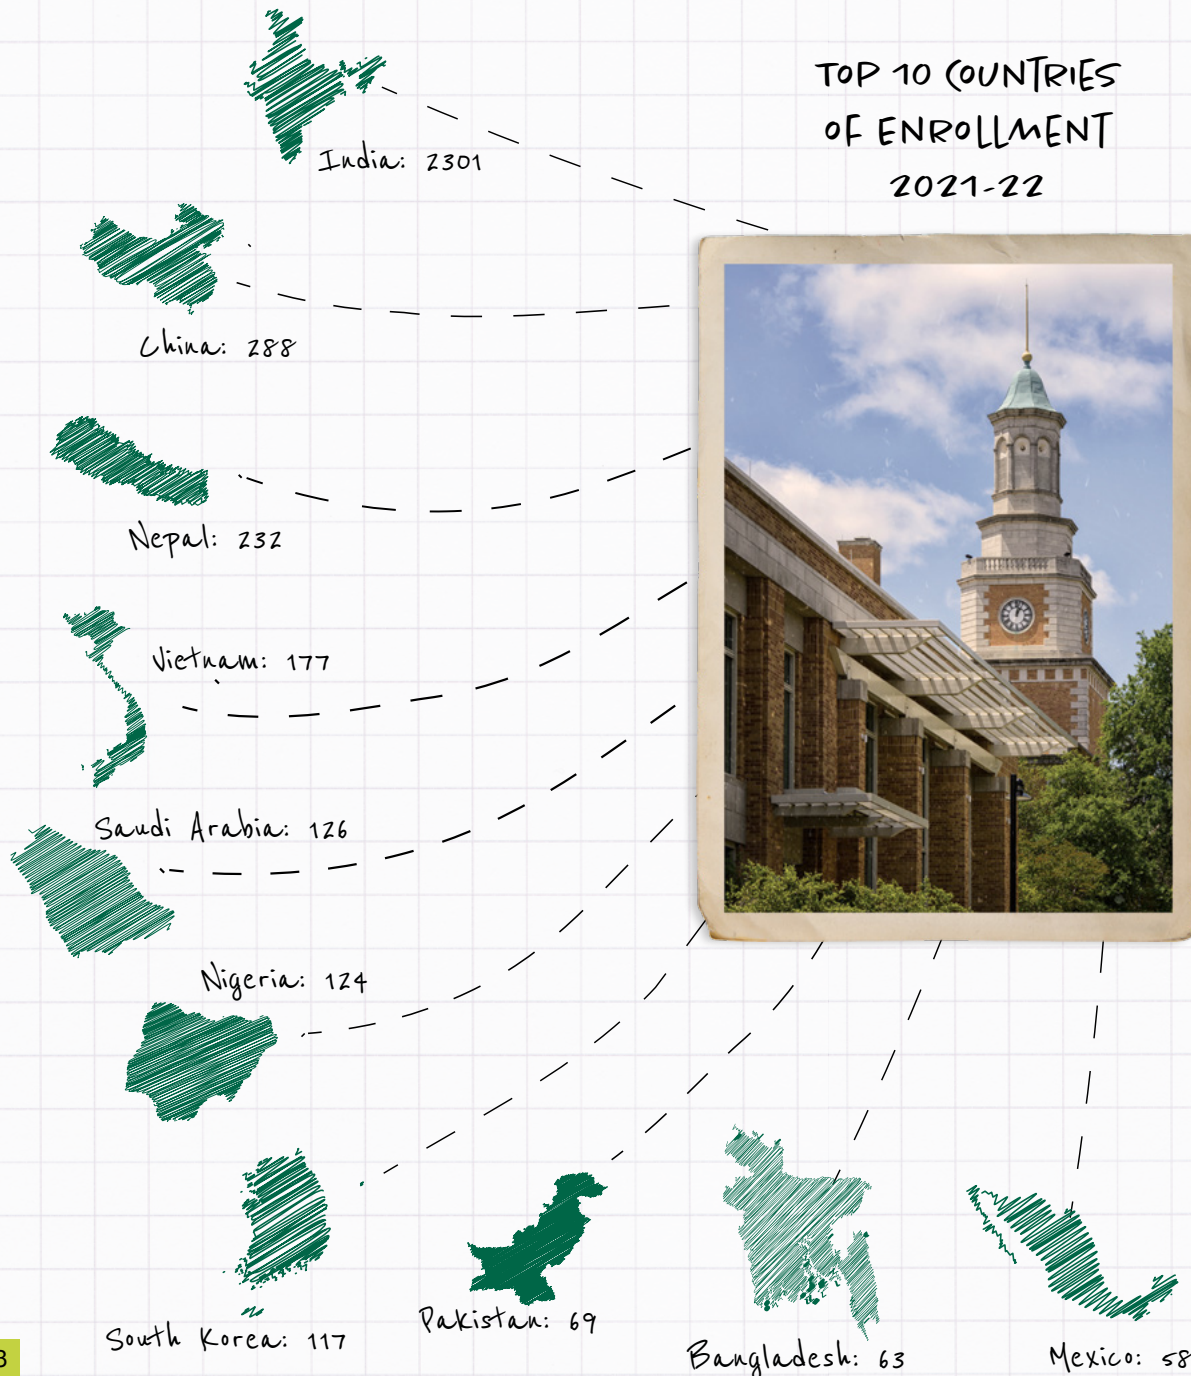 TOP 10 COUNTRIES
OF ENROLLMENT
2021-22
India: 2301
China: 288
Nepal: 232
Vietnam: 177
Saudi Arabia: 126
Nigeria: 124
South Korea: 117
Pakistan: 69
Bangladesh: 63
Mexico: 58